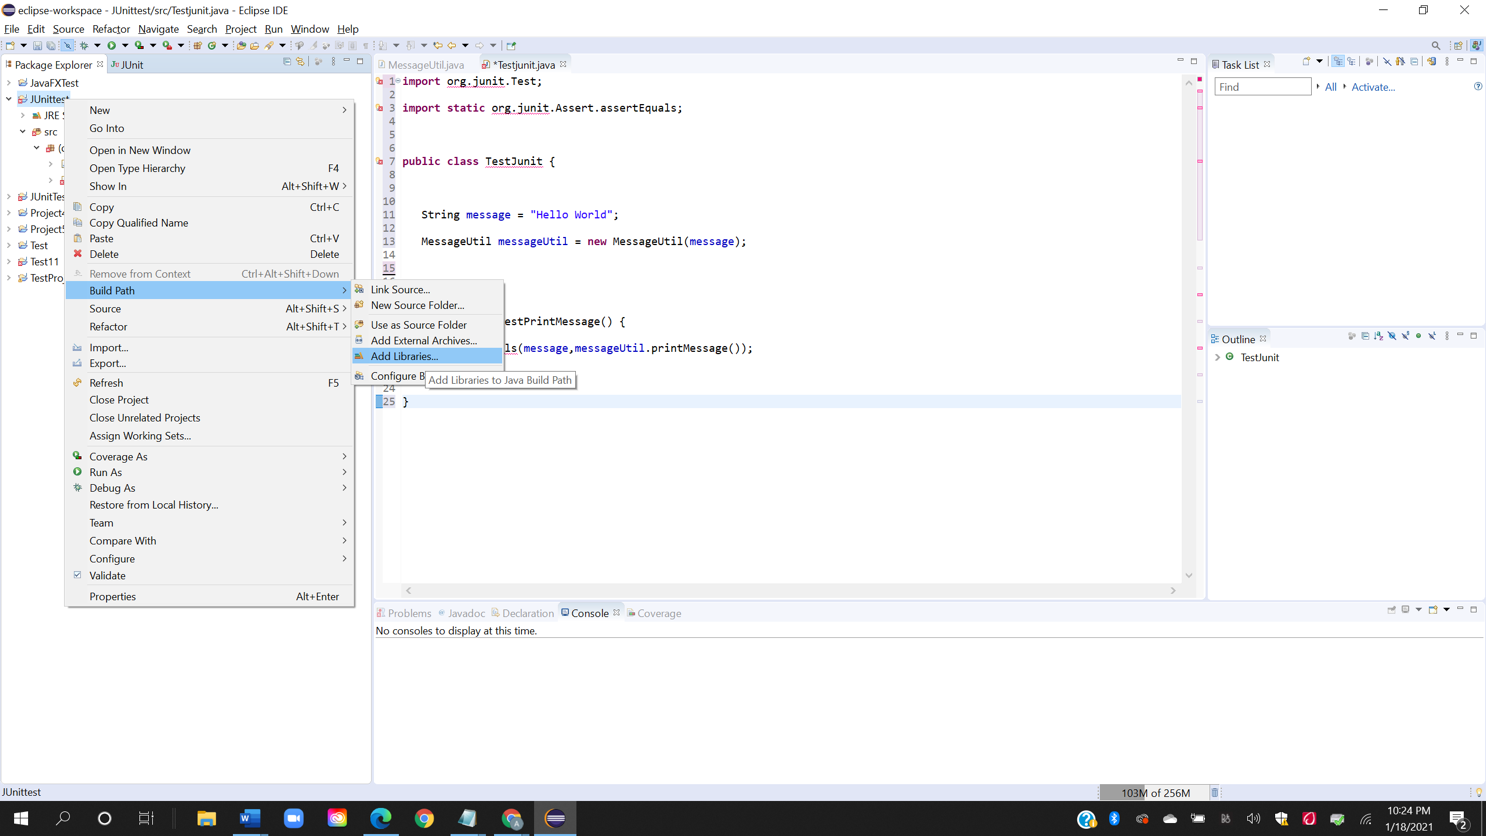 eclipse-workspace - JUnittest/src/Testjunit.java - Eclipse IDE
File Edit Source Refactor Navigate Search Project Run Window Help
Package Explorer
JUnit
JavaFXTest
JUnittest
JRE
src
JUnitTes
Project4
Project5
Test
Test11
TestProj
New
Go Into
Open in New Window
Open Type Hierarchy F4
Show In Alt+Shift+W
Copy Ctrl+C
Copy Qualified Name
Paste Ctrl+V
Delete Delete
Remove from Context Ctrl+Alt+Shift+Down
Build Path
Source Alt+Shift+S
Refactor Alt+Shift+T
Import...
Export...
Refresh F5
Close Project
Close Unrelated Projects
Assign Working Sets...
Coverage As
Run As
Debug As
Restore from Local History...
Team
Compare With
Configure
Validate
Properties Alt+Enter
Link Source...
New Source Folder...
Use as Source Folder
Add External Archives...
Add Libraries...
Configure B
Add Libraries to Java Build Path
MessageUtil.java
*Testjunit.java
1 import org.junit.Test;
2
3 import static org.junit.Assert.assertEquals;
4
5
6
7 public class TestJunit {
8
9
10
11 String message = "Hello World";
12
13 MessageUtil messageUtil = new MessageUtil(message);
14
15
estPrintMessage() {
ls(message,messageUtil.printMessage());
24
25 }
Task List
Find
All
Activate...
Outline
TestJunit
Problems Javadoc Declaration Console Coverage
No consoles to display at this time.
JUnittest
103M of 256M
10:24 PM
1/18/2021
2